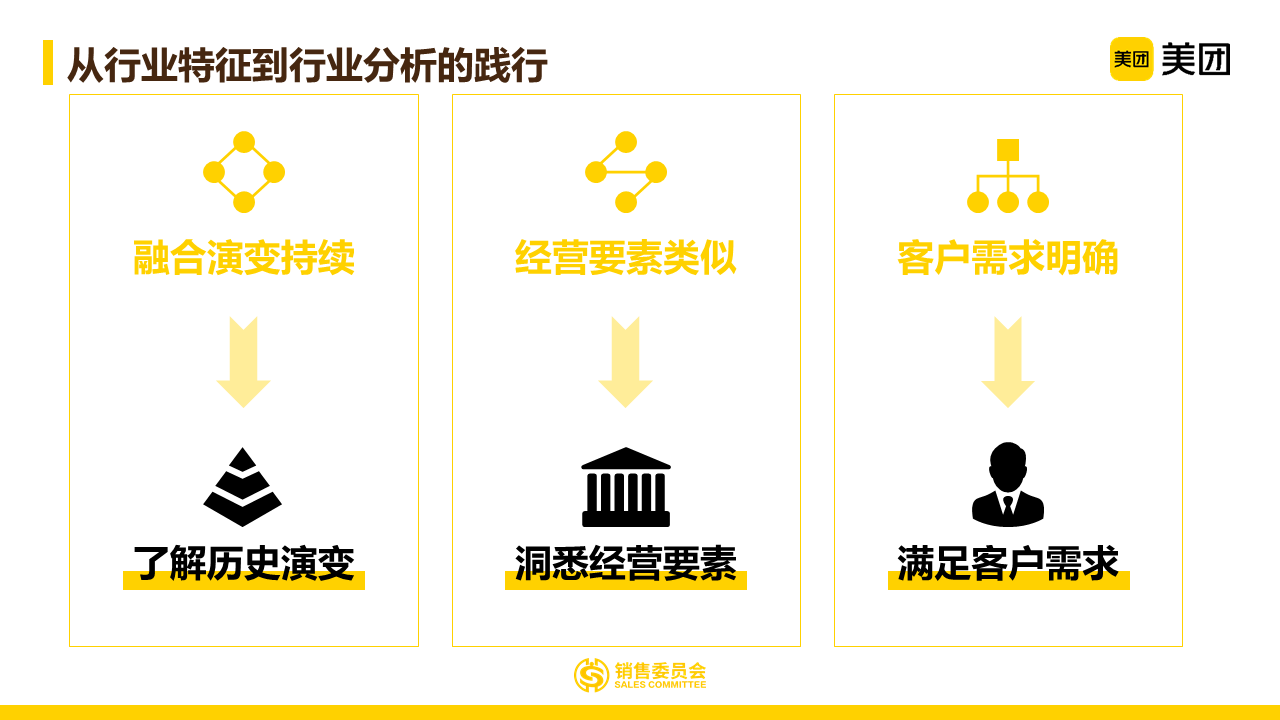 从行业特征到行业分析的践行
美团 美团
融合演变持续
经营要素类似
客户需求明确
了解历史演变
洞悉经营要素
满足客户需求
销售委员会
SALES COMMITTEE